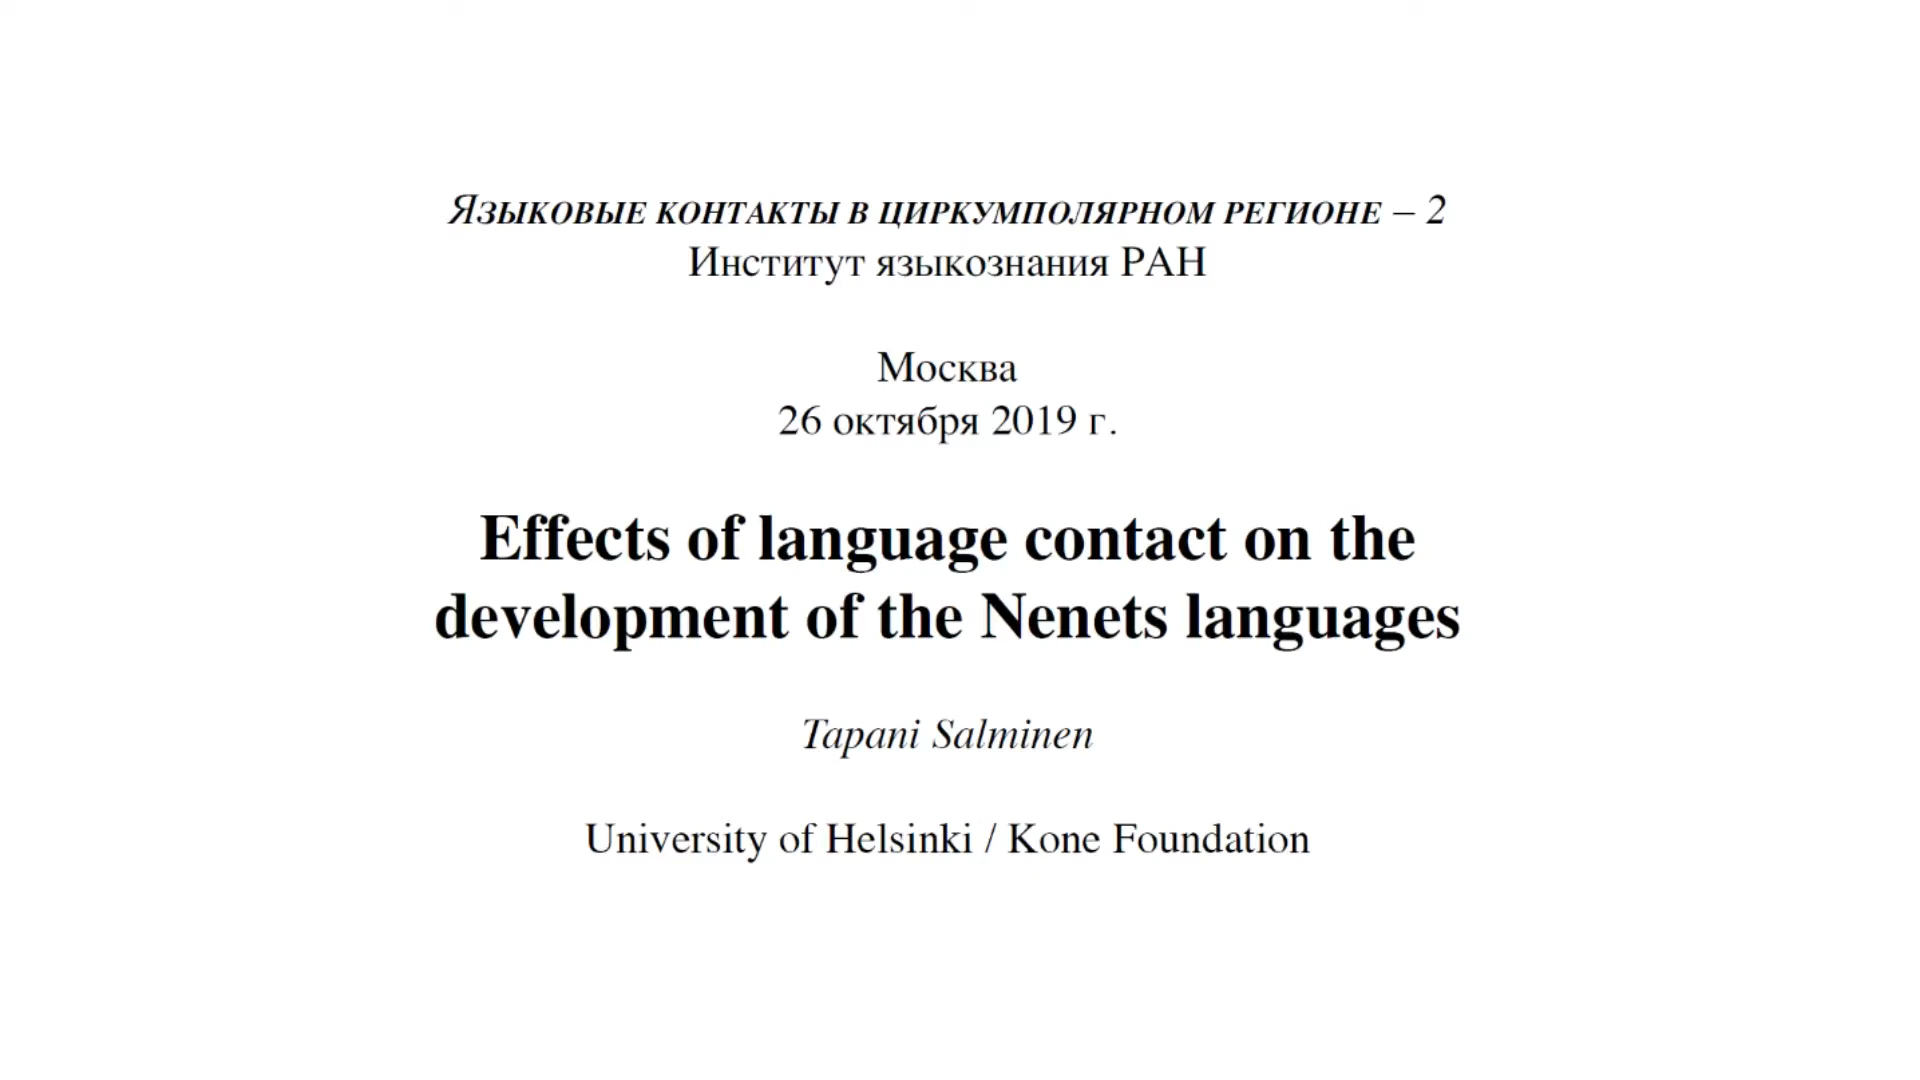 Языковые контакты в циркумполярном регионе – 2
Институт языкознания РАН
Москва
26 октября 2019 г.
Effects of language contact on the
development of the Nenets languages
Tapani Salminen
University of Helsinki / Kone Foundation